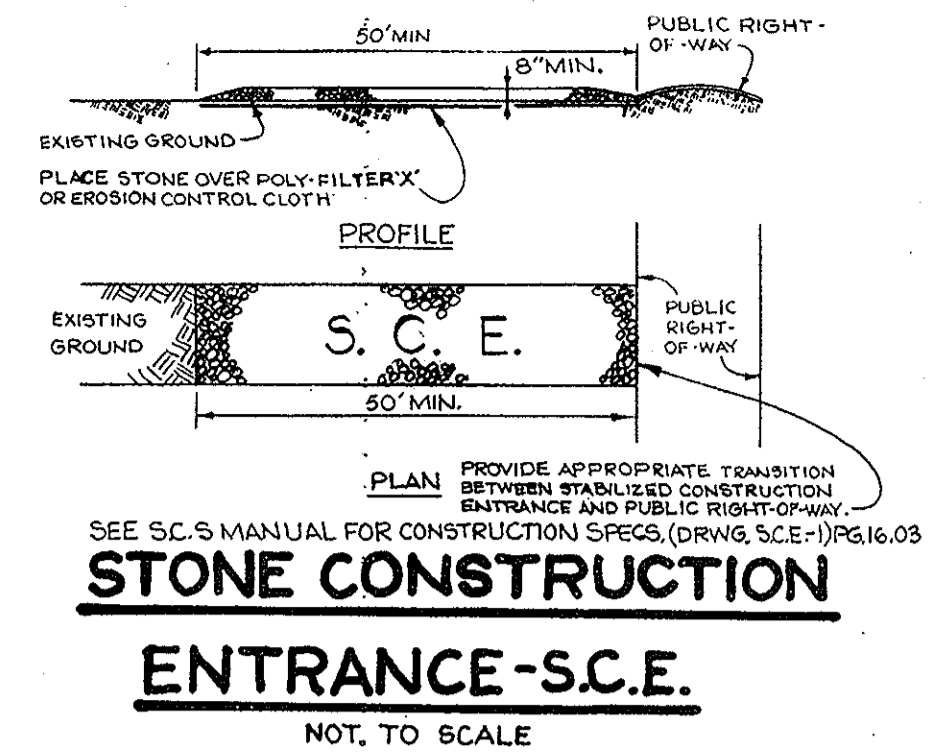 50'MIN
PUBLIC RIGHT-
OF-WAY
8"MIN.
EXISTING GROUND
PLACE STONE OVER POLY-FILTER'X'
OR EROSION CONTROL CLOTH
PROFILE
EXISTING
GROUND
S. C. E.
PUBLIC
RIGHT-
OF-WAY
50' MIN.
PLAN
PROVIDE APPROPRIATE TRANSITION
BETWEEN STABILIZED CONSTRUCTION
ENTRANCE AND PUBLIC RIGHT-OF-WAY.
SEE S.C.S MANUAL FOR CONSTRUCTION SPECS, (DRWG. S.C.E.-1) PG.16.03
STONE CONSTRUCTION
ENTRANCE-S.C.E.
NOT. TO SCALE